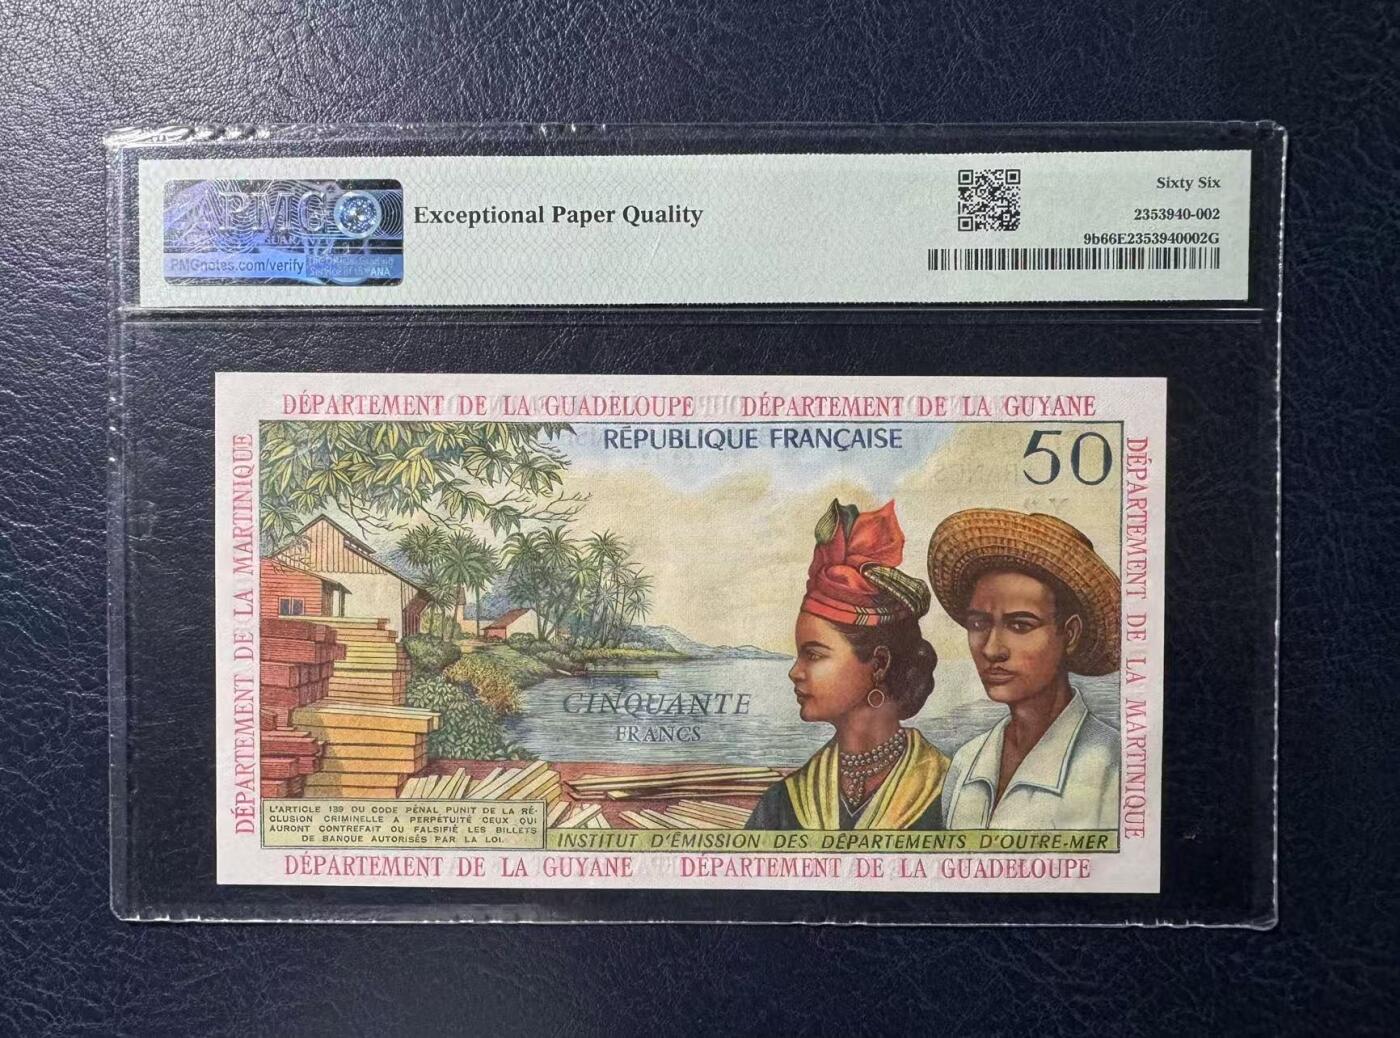 PMG
GUARANTY
PMGnotes.com/verify
Exceptional Paper Quality
Sixty Six
2353940-002
9b66E2353940002G
DÉPARTEMENT DE LA GUADELOUPE DÉPARTEMENT DE LA GUYANE
RÉPUBLIQUE FRANÇAISE
50
DÉPARTEMENT DE LA MARTINIQUE
DÉPARTEMENT DE LA MARTINIQUE
CINQUANTE
FRANCS
L'ARTICLE 139 DU CODE PÉNAL PUNIT DE LA RÉ-
CLUSION CRIMINELLE A PERPÉTUITÉ CEUX QUI
AURONT CONTREFAIT OU FALSIFIÉ LES BILLETS
DE BANQUE AUTORISÉS PAR LA LOI.
INSTITUT D'ÉMISSION DES DÉPARTEMENTS D'OUTRE-MER
DÉPARTEMENT DE LA GUYANE DÉPARTEMENT DE LA GUADELOUPE